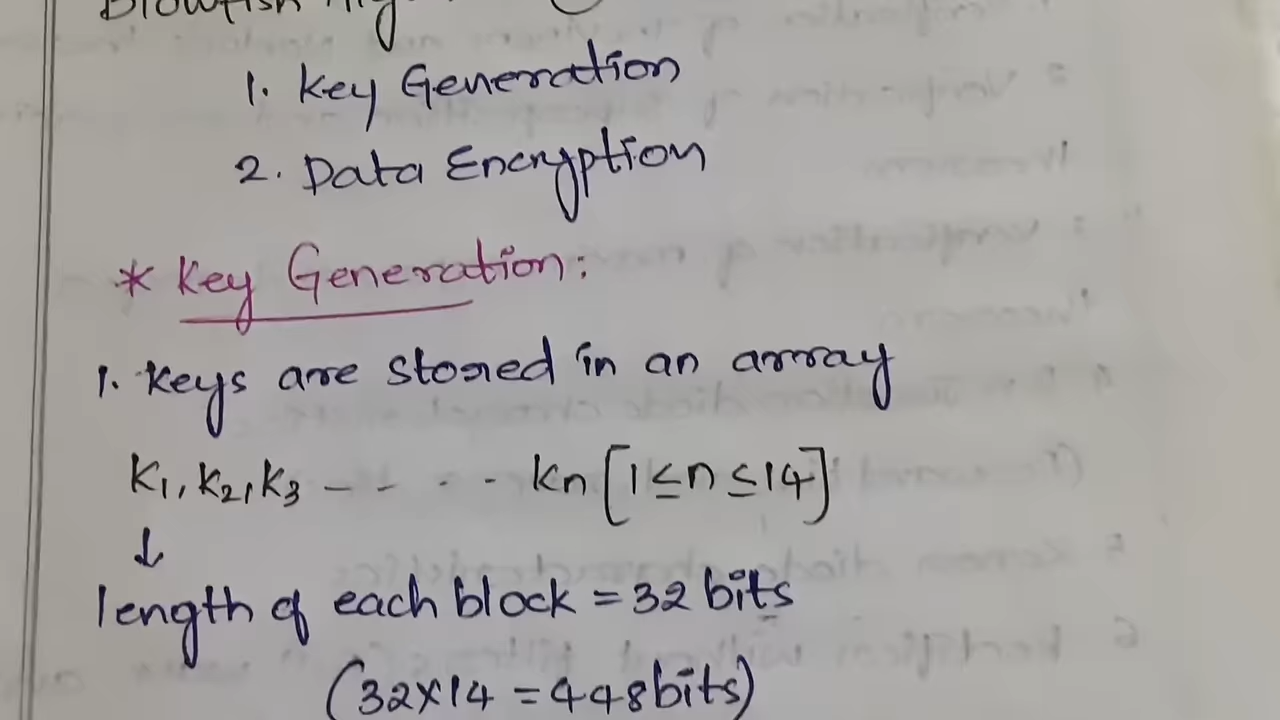 Blowfish
1. Key Generation
2. Data Encryption
* Key Generation:
1. Keys are stored in an array
K1, K2, K3 - - - - Kn [1≤n≤14]
↓
length of each block = 32 bits
(32×14 = 448 bits)